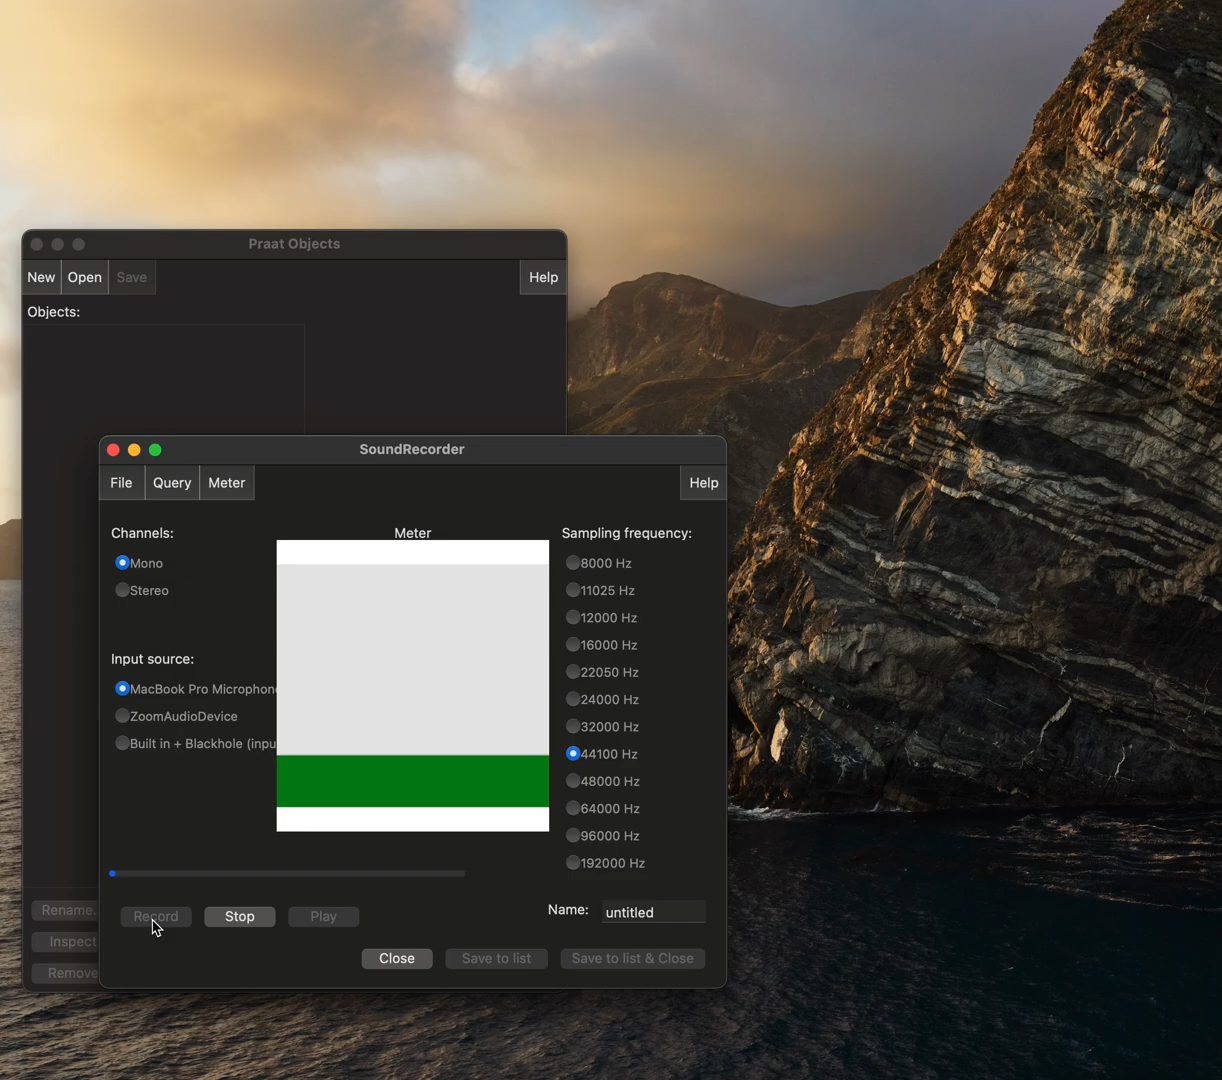 Praat Objects
New Open Save Help
Objects:
SoundRecorder
File Query Meter Help
Channels:
Mono
Stereo
Input source:
MacBook Pro Microphon
ZoomAudioDevice
Built in + Blackhole (inpu
Meter
Sampling frequency:
8000 Hz
11025 Hz
12000 Hz
16000 Hz
22050 Hz
24000 Hz
32000 Hz
44100 Hz
48000 Hz
64000 Hz
96000 Hz
192000 Hz
Rename.
Inspect
Remove
Record Stop Play
Name: untitled
Close Save to list Save to list & Close